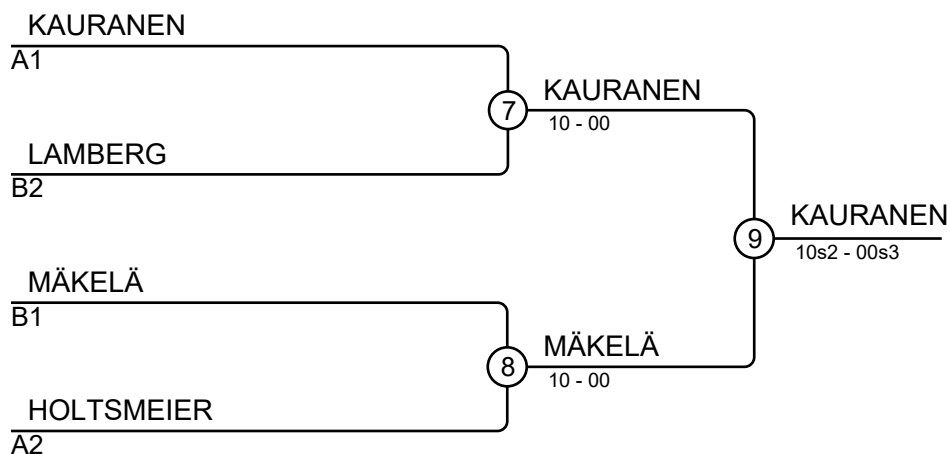 KAURANEN
A1
7
KAURANEN
10 - 00
LAMBERG
B2
9
KAURANEN
10s2 - 00s3
MÄKELÄ
B1
8
MÄKELÄ
10 - 00
HOLTSMEIER
A2